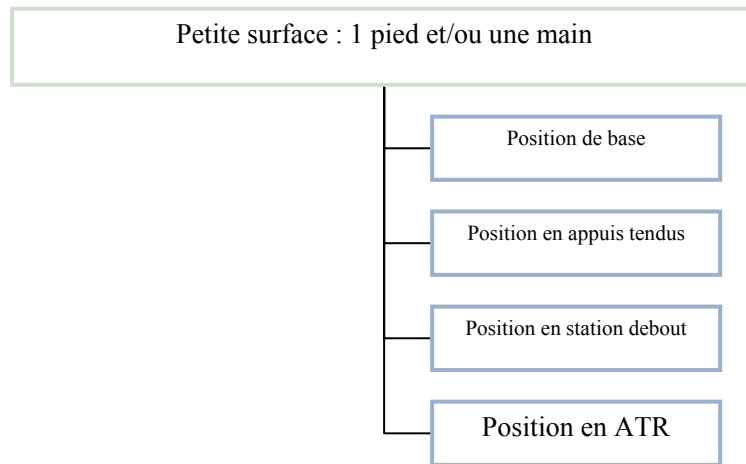 Petite surface : 1 pied et/ou une main
Position de base
Position en appuis tendus
Position en station debout
Position en ATR